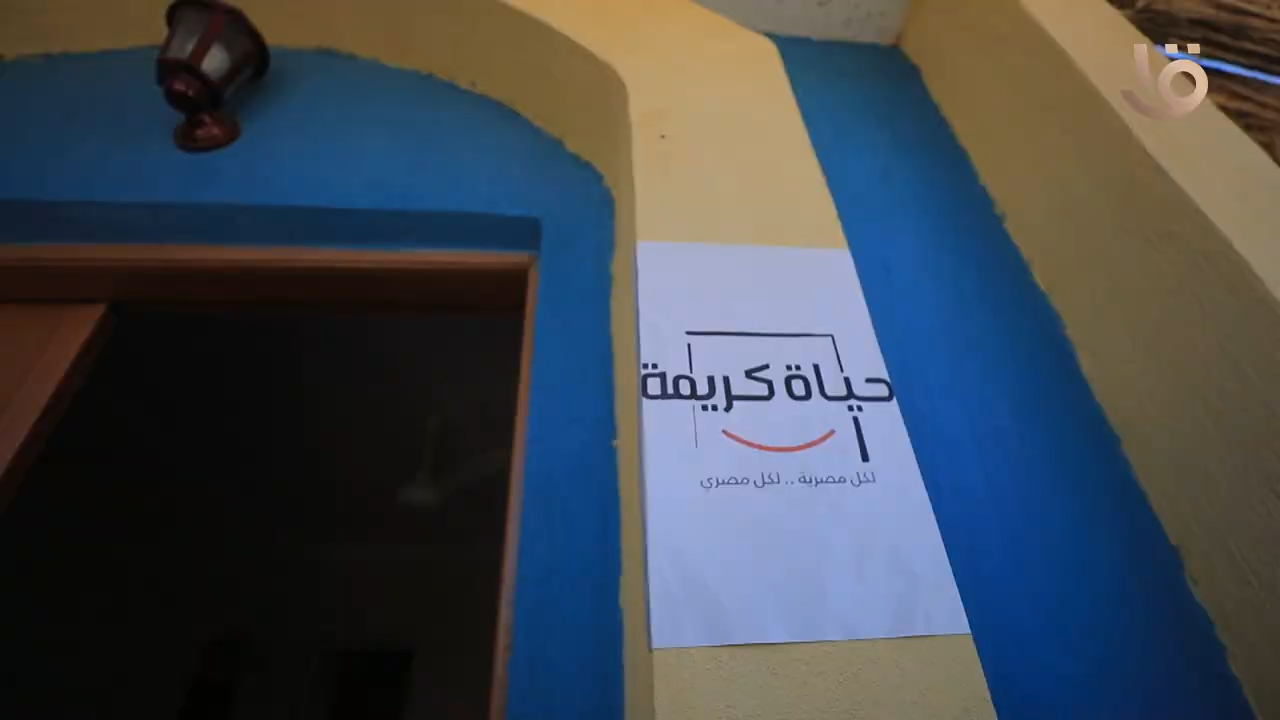 حياة كريمة
لكل مصرية .. لكل مصري